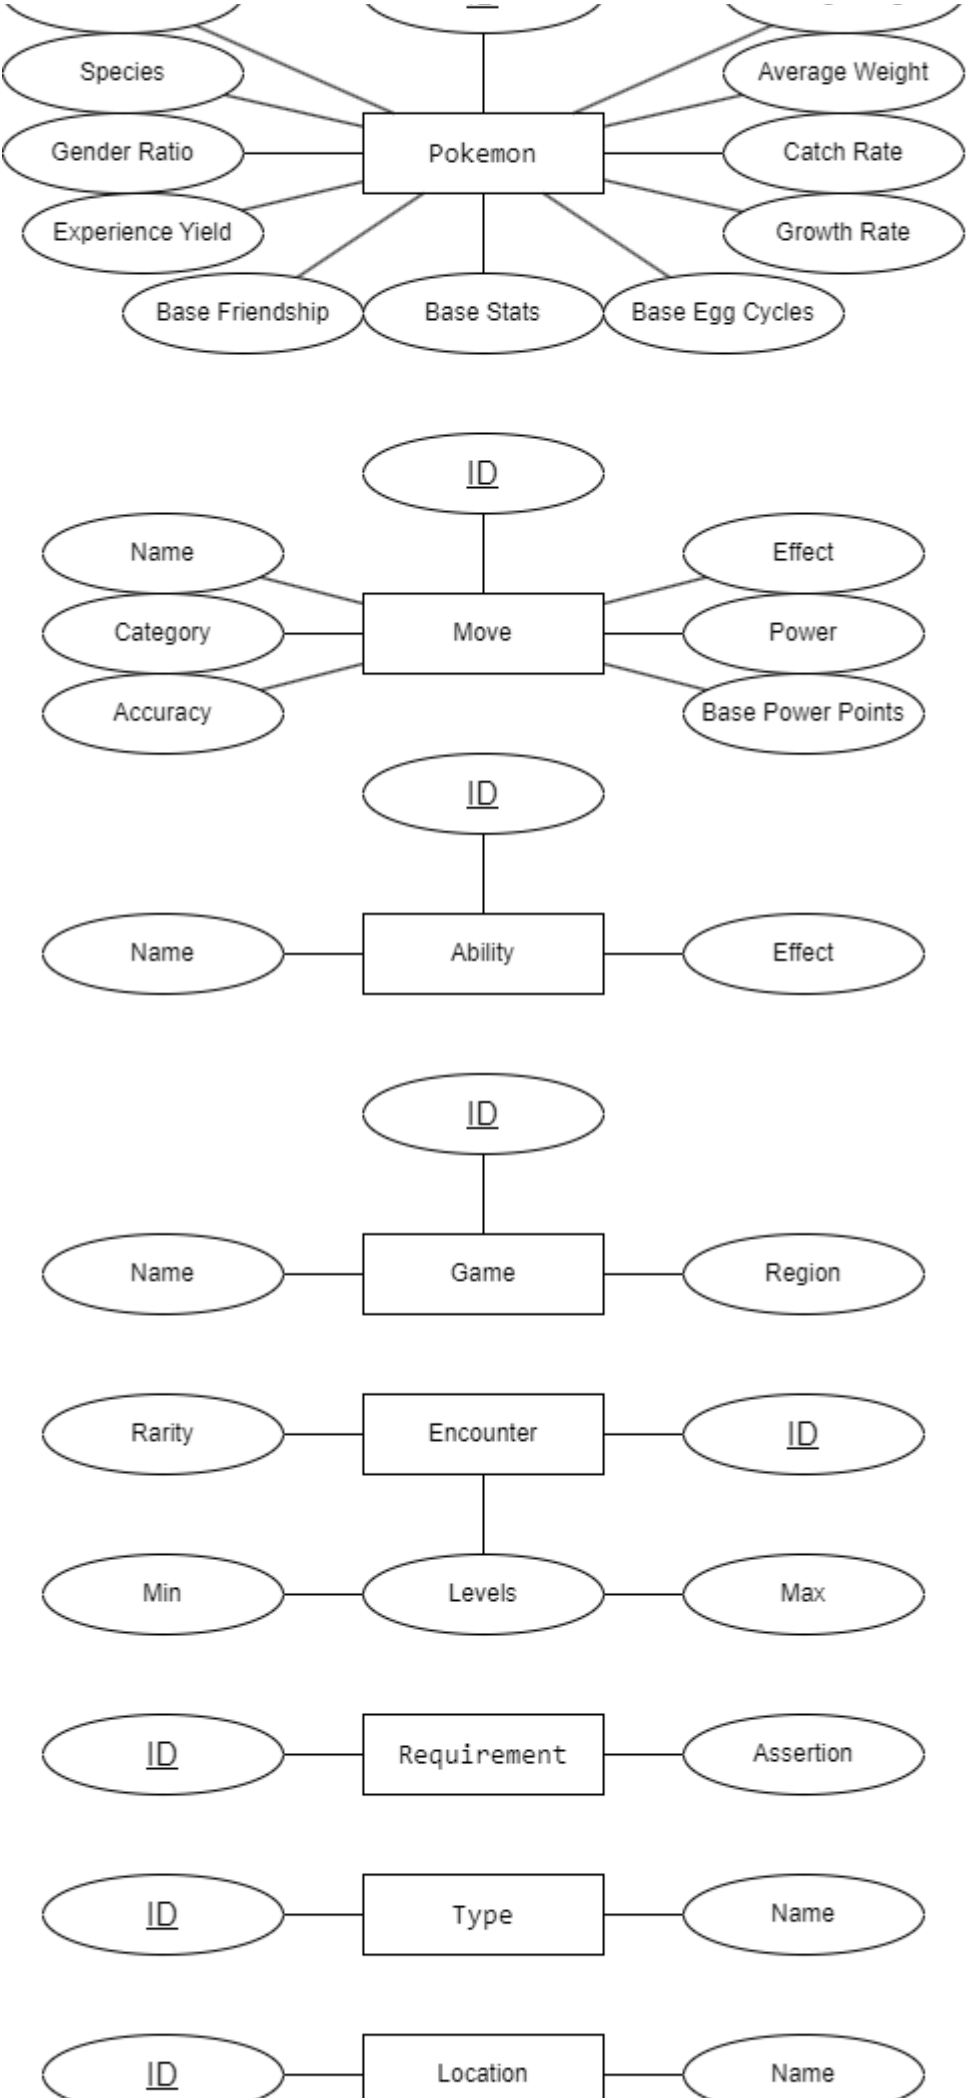 Species
Average Weight
Gender Ratio
Pokemon
Catch Rate
Experience Yield
Growth Rate
Base Friendship
Base Stats
Base Egg Cycles
ID
Name
Effect
Category
Move
Power
Accuracy
Base Power Points
ID
Name
Ability
Effect
ID
Name
Game
Region
Rarity
Encounter
ID
Min
Levels
Max
ID
Requirement
Assertion
ID
Type
Name
ID
Location
Name